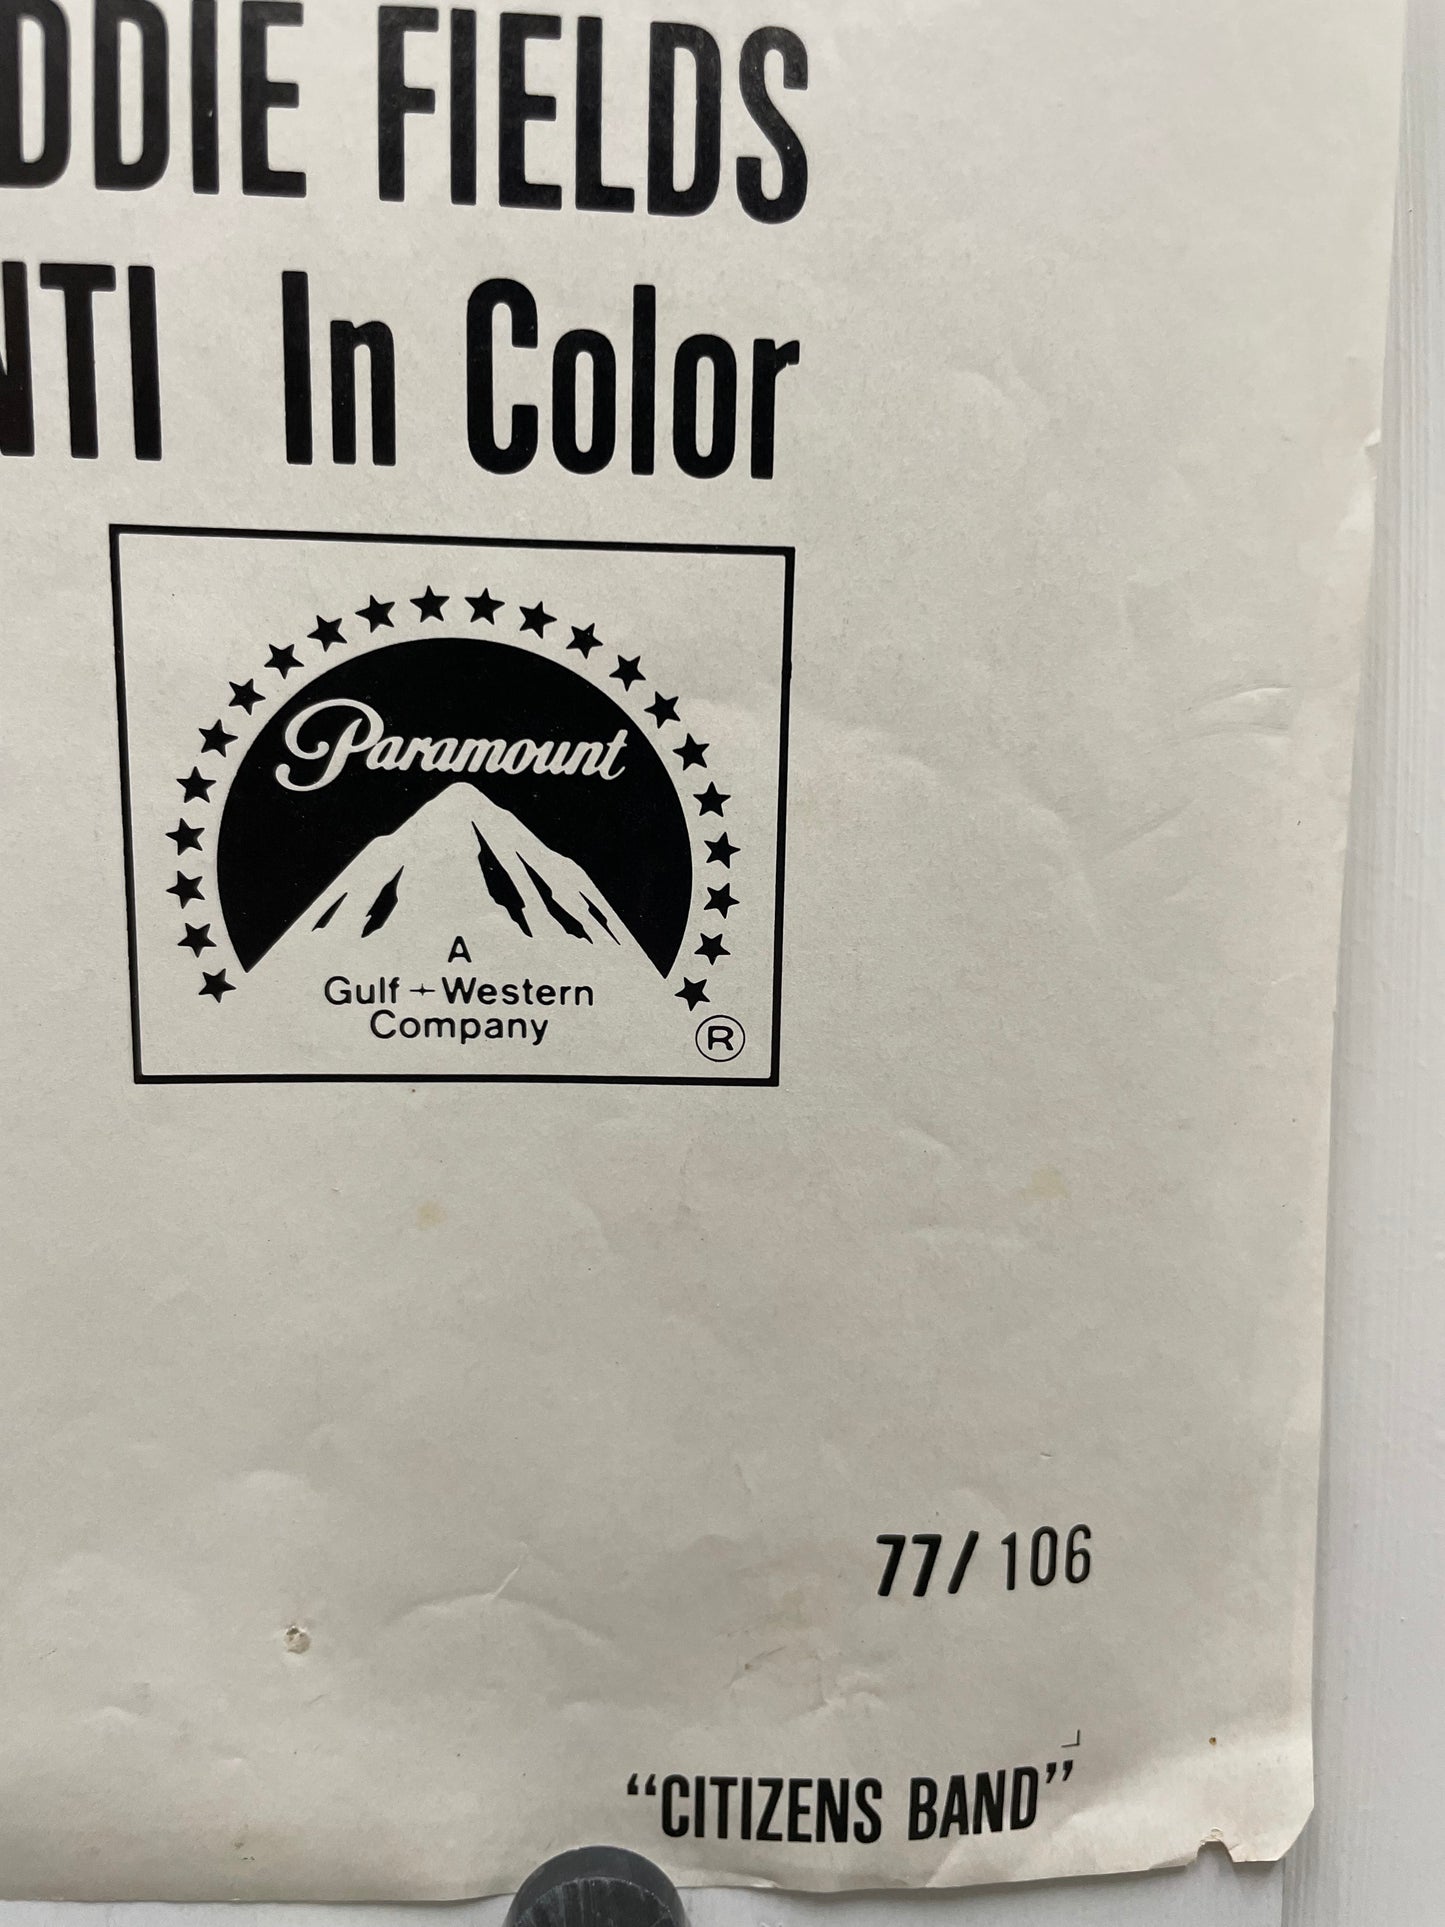 DDIE FIELDS
NTI In Color
Paramount
A
Gulf+Western
Company
®
77/106
“CITIZENS BAND”